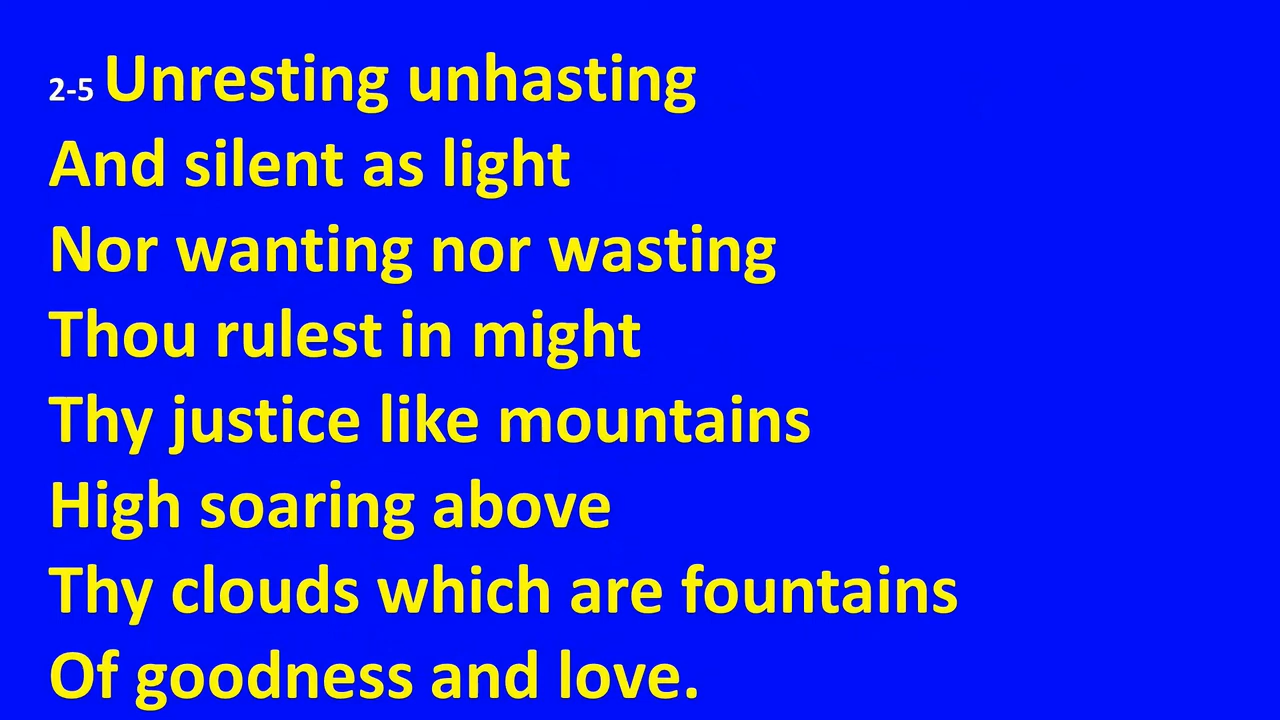 2-5 Unresting unhasting
And silent as light
Nor wanting nor wasting
Thou rulest in might
Thy justice like mountains
High soaring above
Thy clouds which are fountains
Of goodness and love.